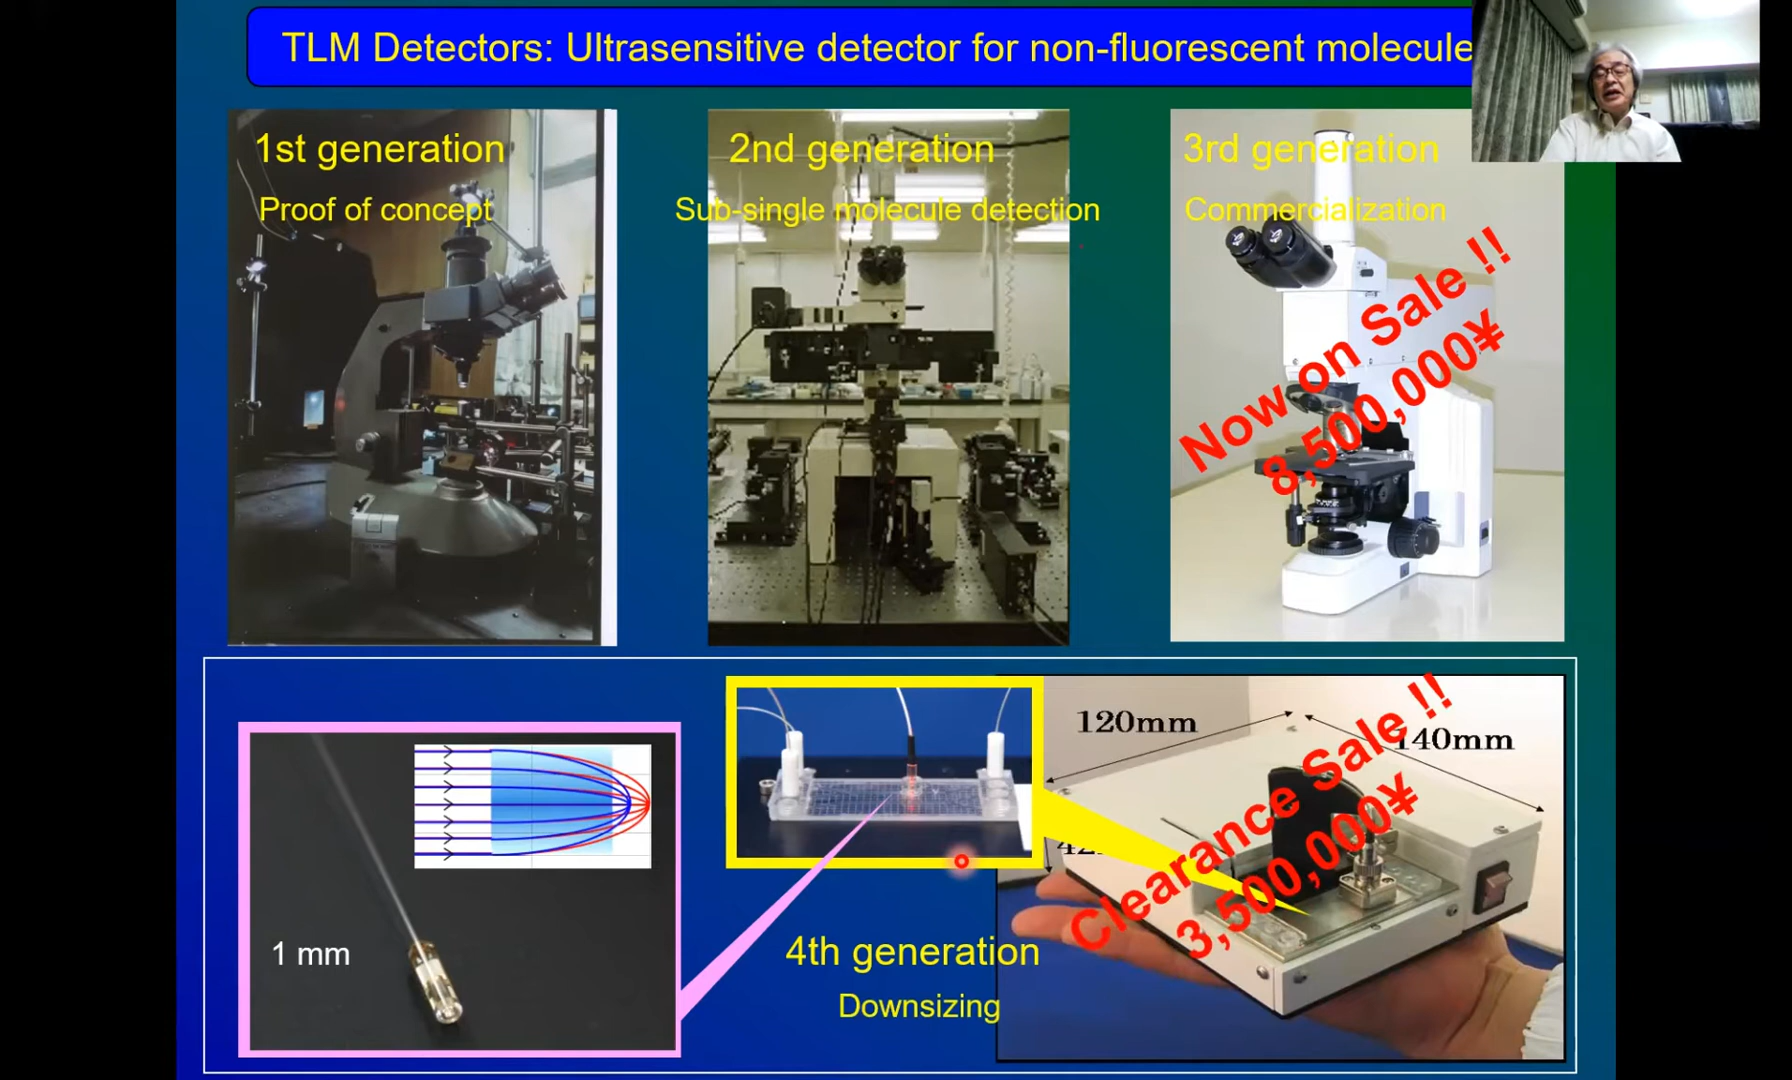 TLM Detectors: Ultrasensitive detector for non-fluorescent molecule
1st generation
Proof of concept
2nd generation
Sub-single molecule detection
3rd generation
Commercialization
Now on Sale !!
8,500,000¥
1 mm
4th generation
Downsizing
120mm
140mm
Clearance Sale !!
3,500,000¥